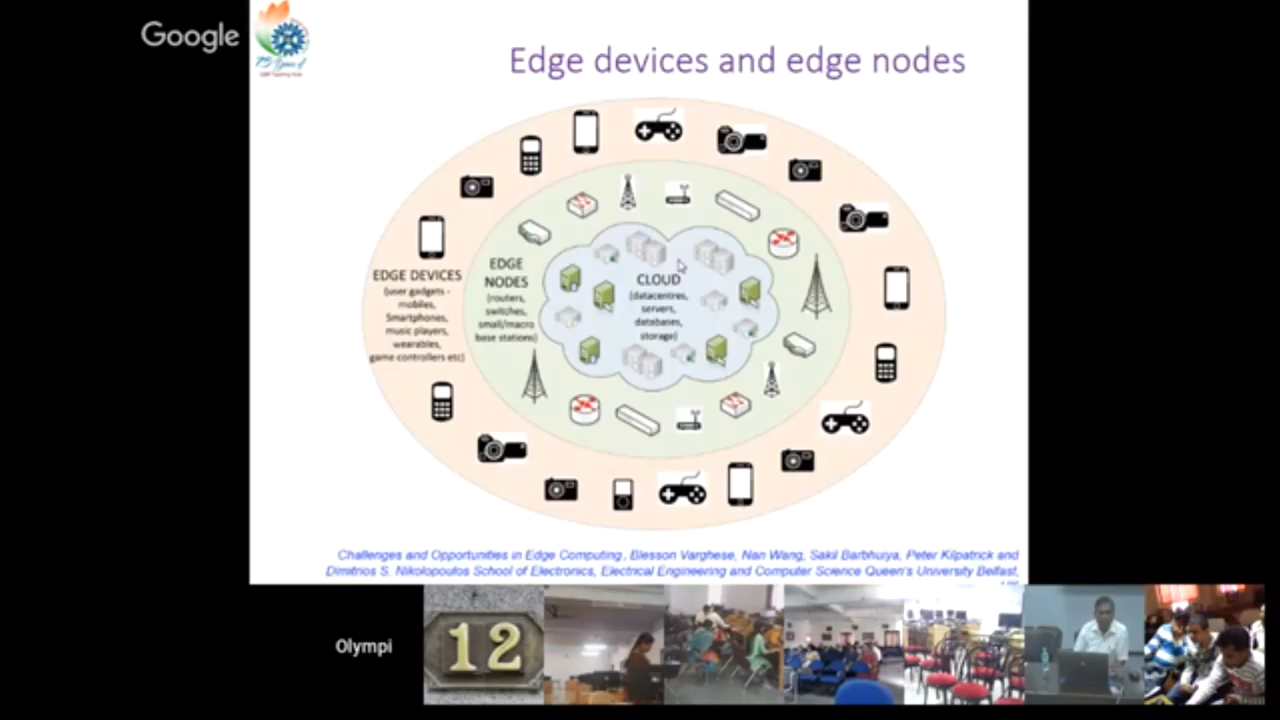 Google
75 Years of
Edge devices and edge nodes
EDGE DEVICES
(user gadgets -
mobiles,
Smartphones,
music players,
wearables,
game controllers etc)
EDGE
NODES
(routers,
switches,
small/macro
base stations)
CLOUD
(datacentres,
servers,
databases,
storage)
Challenges and Opportunities in Edge Computing, Blesson Varghese, Nan Wang, Sakil Barbhuiya, Peter Kilpatrick and
Dimitrios S. Nikolopoulos School of Electronics, Electrical Engineering and Computer Science Queen's University Belfast,
Olympi
12